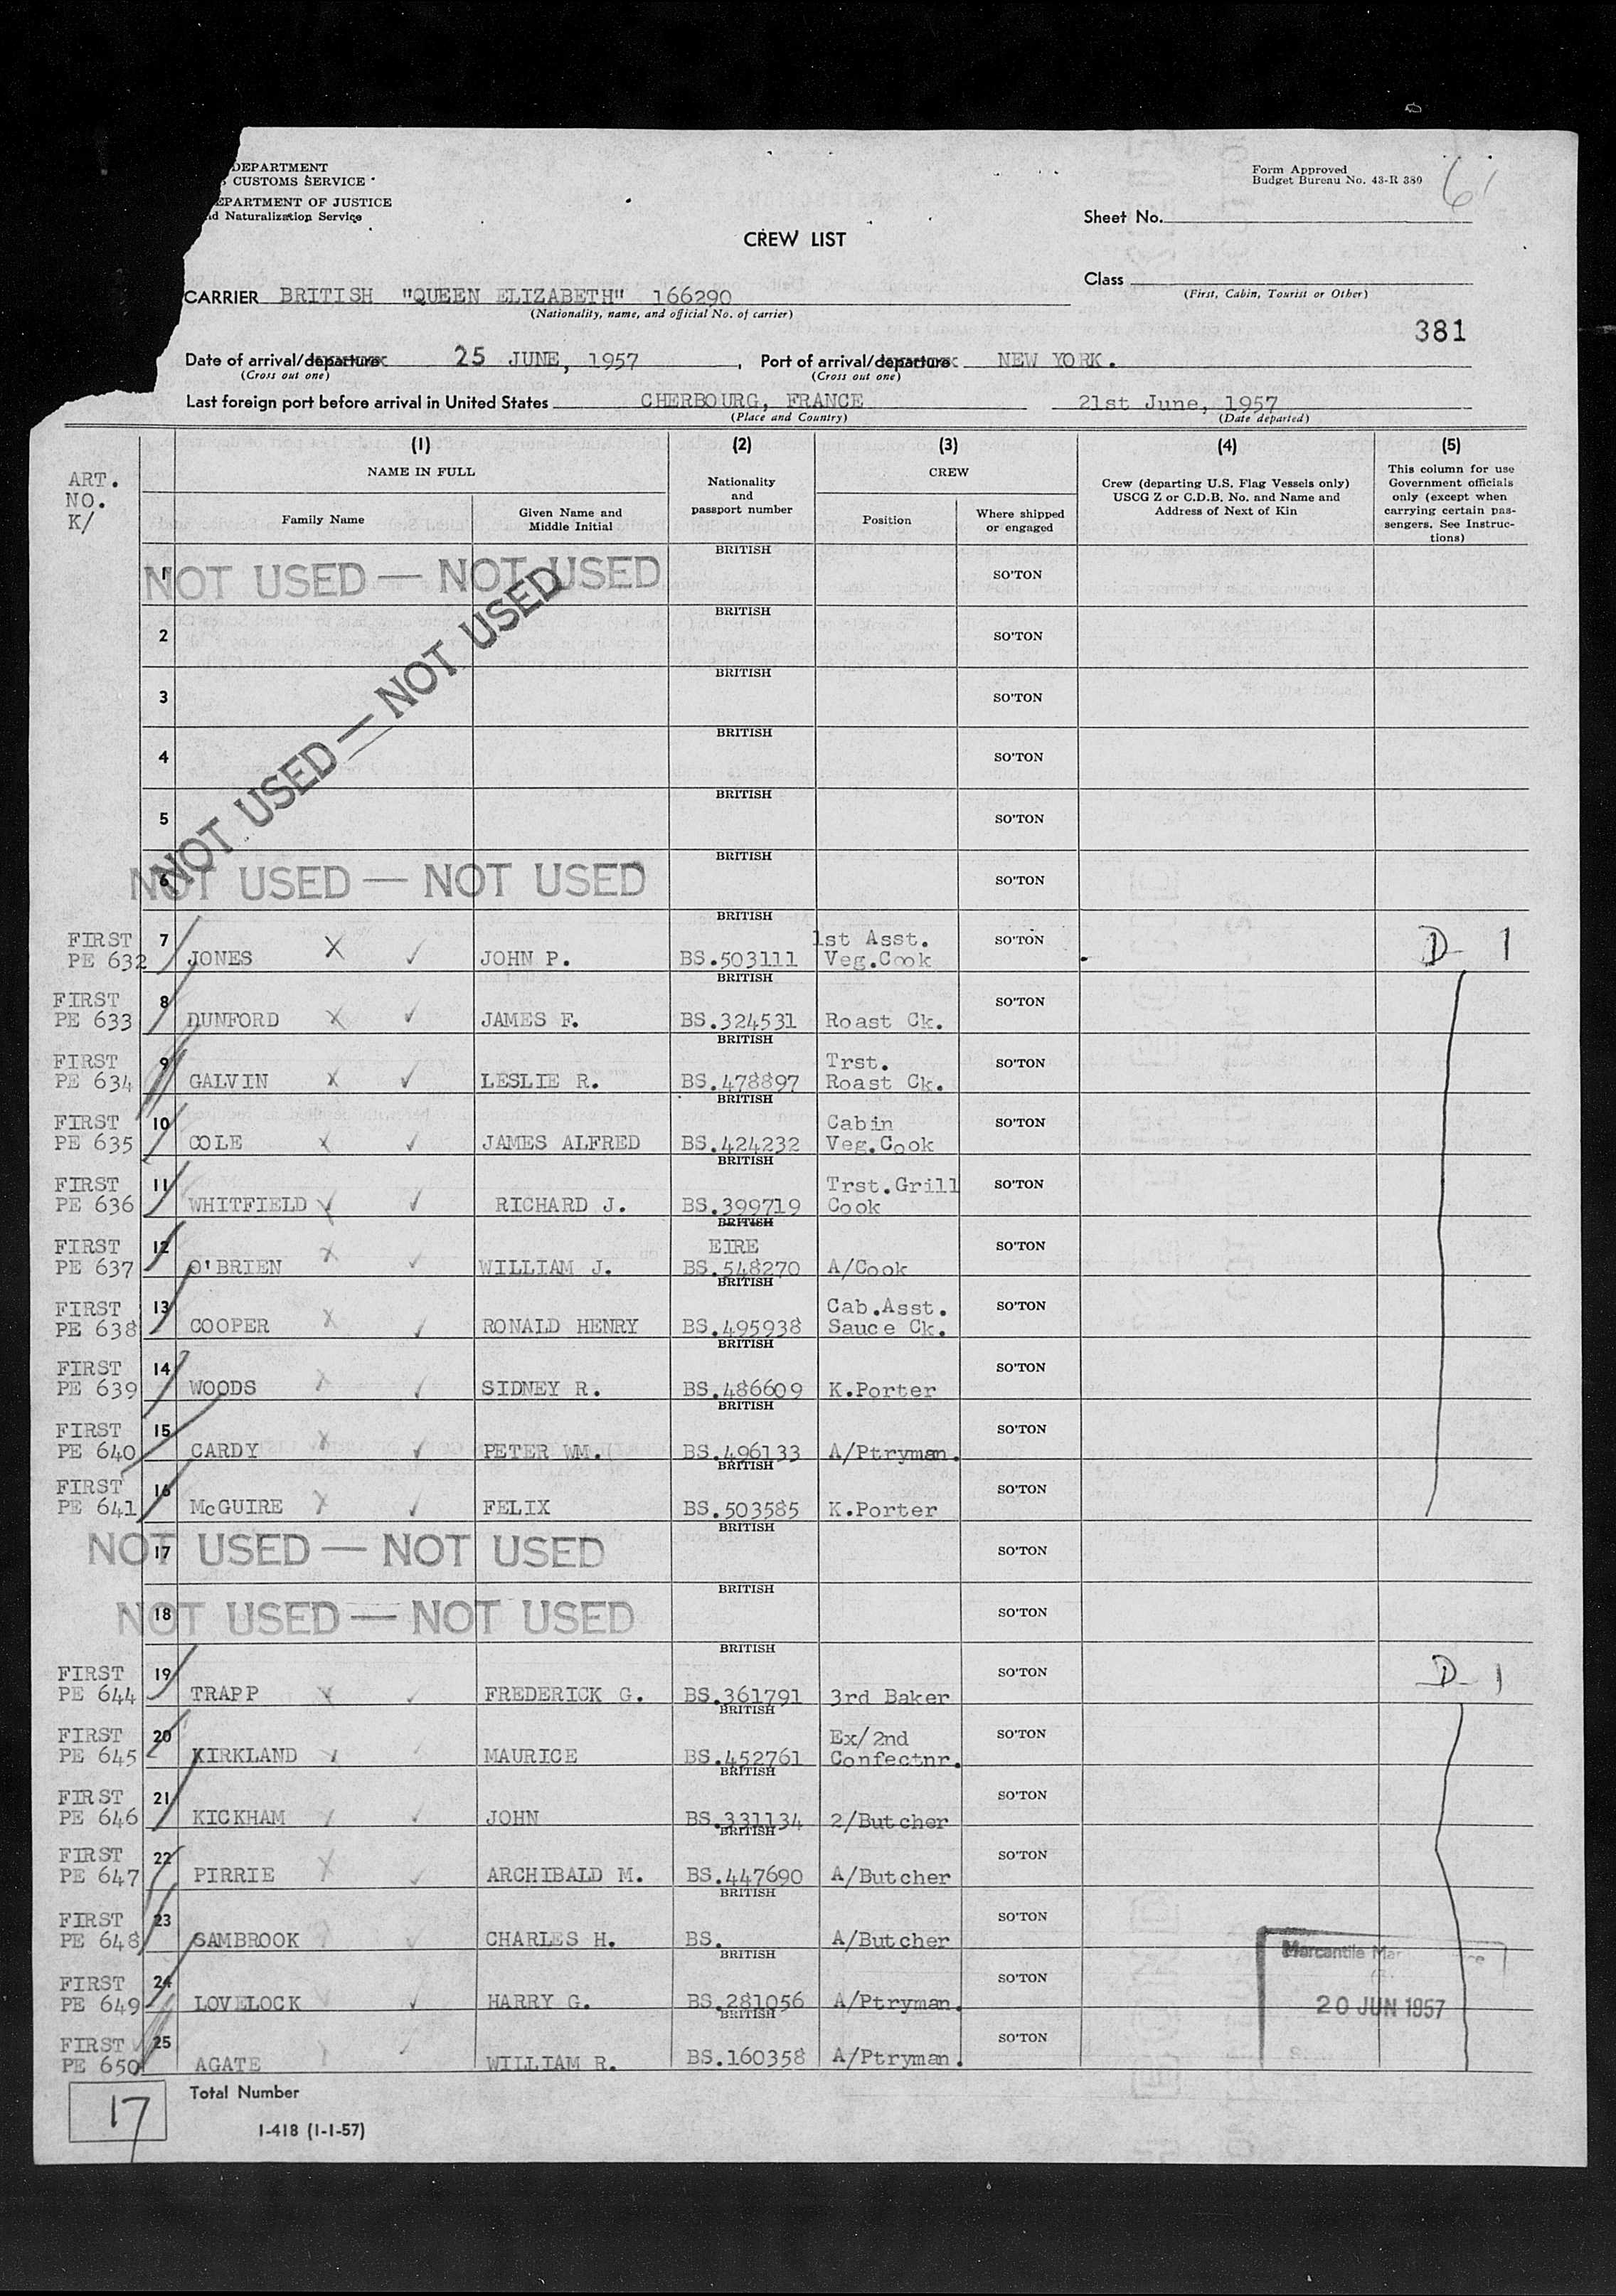 DEPARTMENT
CUSTOMS SERVICE
EPARTMENT OF JUSTICE
nd Naturalization Service
Form Approved
Budget Bureau No. 43-R 380
61
Sheet No.
CREW LIST
Class
(First, Cabin, Tourist or Other)
CARRIER BRITISH "QUEEN ELIZABETH" 166290
(Nationality, name, and official No. of carrier)
381
Date of arrival/departure 25 JUNE, 1957, Port of arrival/departure NEW YORK.
(Cross out one) (Cross out one)
Last foreign port before arrival in United States CHERBOURG, FRANCE 21st June, 1957
(Place and Country) (Date departed)
ART.
NO.
K/
(1) (2) (3) (4) (5)
NAME IN FULL
Family Name
Given Name and
Middle Initial
Nationality
and
passport number
CREW
Position
Where shipped
or engaged
Crew (departing U.S. Flag Vessels only)
USCG Z or C.D.B. No. and Name and
Address of Next of Kin
This column for use
Government officials
only (except when
carrying certain pas-
sengers. See Instruc-
tions)
BRITISH
1 NOT USED — NOT USED SO'TON
BRITISH
2 SO'TON
BRITISH
3 SO'TON
NOT USED — NOT USED
BRITISH
4 SO'TON
BRITISH
5 SO'TON
BRITISH
6 NOT USED — NOT USED SO'TON
BRITISH
FIRST 7 1st Asst. SO'TON D- 1
PE 632 JONES X ✓ JOHN P. BS.503111 Veg.Cook
BRITISH
FIRST 8 SO'TON
PE 633 DUNFORD X ✓ JAMES F. BS.324531 Roast Ck.
BRITISH
FIRST 9 Trst. SO'TON
PE 634 GALVIN X ✓ LESLIE R. BS.478897 Roast Ck.
BRITISH
FIRST 10 Cabin SO'TON
PE 635 COLE X ✓ JAMES ALFRED BS.424232 Veg.Cook
BRITISH
FIRST 11 Trst.Grill SO'TON
PE 636 WHITFIELD X ✓ RICHARD J. BS.399719 Cook
BRITISH
FIRST 12 EIRE SO'TON
PE 637 O'BRIEN X ✓ WILLIAM J. BS.548270 A/Cook
BRITISH
FIRST 13 Cab.Asst. SO'TON
PE 638 COOPER X ✓ RONALD HENRY BS.495938 Sauce Ck.
BRITISH
FIRST 14 SO'TON
PE 639 WOODS X ✓ SIDNEY R. BS.486609 K.Porter
BRITISH
FIRST 15 SO'TON
PE 640 CARDY X ✓ PETER WM. BS.496133 A/Ptryman.
BRITISH
FIRST 16 SO'TON
PE 641 McGUIRE X ✓ FELIX BS.503585 K.Porter
BRITISH
17 NOT USED — NOT USED SO'TON
BRITISH
18 NOT USED — NOT USED SO'TON
BRITISH
FIRST 19 SO'TON D- 1
PE 644 TRAPP X ✓ FREDERICK G. BS.361791 3rd Baker
BRITISH
FIRST 20 Ex/2nd SO'TON
PE 645 KIRKLAND X ✓ MAURICE BS.452761 Confectnr.
BRITISH
FIRST 21 SO'TON
PE 646 KICKHAM ✓ JOHN BS.331134 2/Butcher
BRITISH
FIRST 22 SO'TON
PE 647 PIRRIE X ✓ ARCHIBALD M. BS.447690 A/Butcher
BRITISH
FIRST 23 SO'TON
PE 648 SAMBROOK ✓ CHARLES H. BS. A/Butcher
BRITISH
Mercantile Mar
FIRST 24 SO'TON
PE 649 LOVELOCK ✓ HARRY G. BS.281056 A/Ptryman.
20 JUN 1957
BRITISH
FIRST 25 SO'TON
PE 650 AGATE ✓ WILLIAM R. BS.160358 A/Ptryman.
17 Total Number
I-418 (1-1-57)